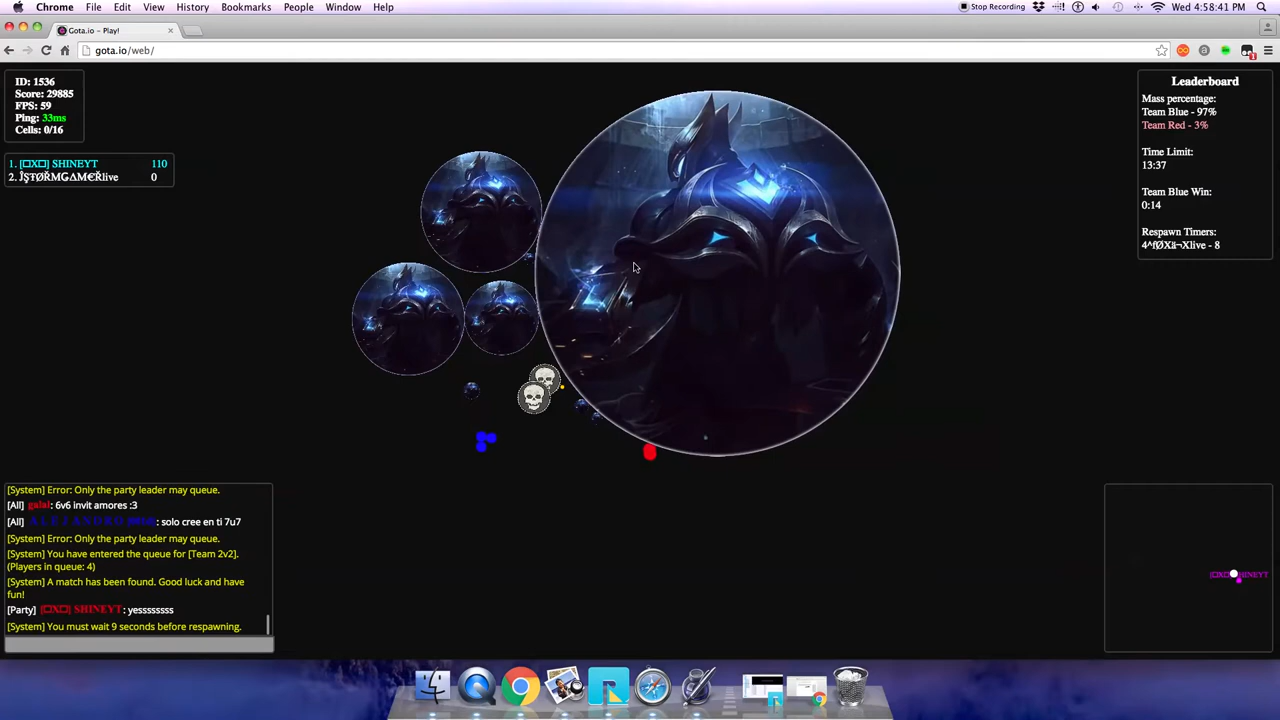 Chrome File Edit View History Bookmarks People Window Help
Stop Recording Wed 4:58:41 PM
Gota.io – Play!
gota.io/web/
ID: 1536
Score: 29885
FPS: 59
Ping: 33ms
Cells: 0/16
1. [□X□] SHINEYT 110
Leaderboard
Mass percentage:
Team Blue - 97%
Team Red - 3%
Time Limit:
13:37
Team Blue Win:
0:14
Respawn Timers:
[System] Error: Only the party leader may queue.
[All] galal: 6v6 invit amores :3
[All] solo cree en ti 7u7
[System] Error: Only the party leader may queue.
[System] You have entered the queue for [Team 2v2].
(Players in queue: 4)
[System] A match has been found. Good luck and have
fun!
[Party] [□X□] SHINEYT: yesssssssss
[System] You must wait 9 seconds before respawning.
[□X□] SHINEYT